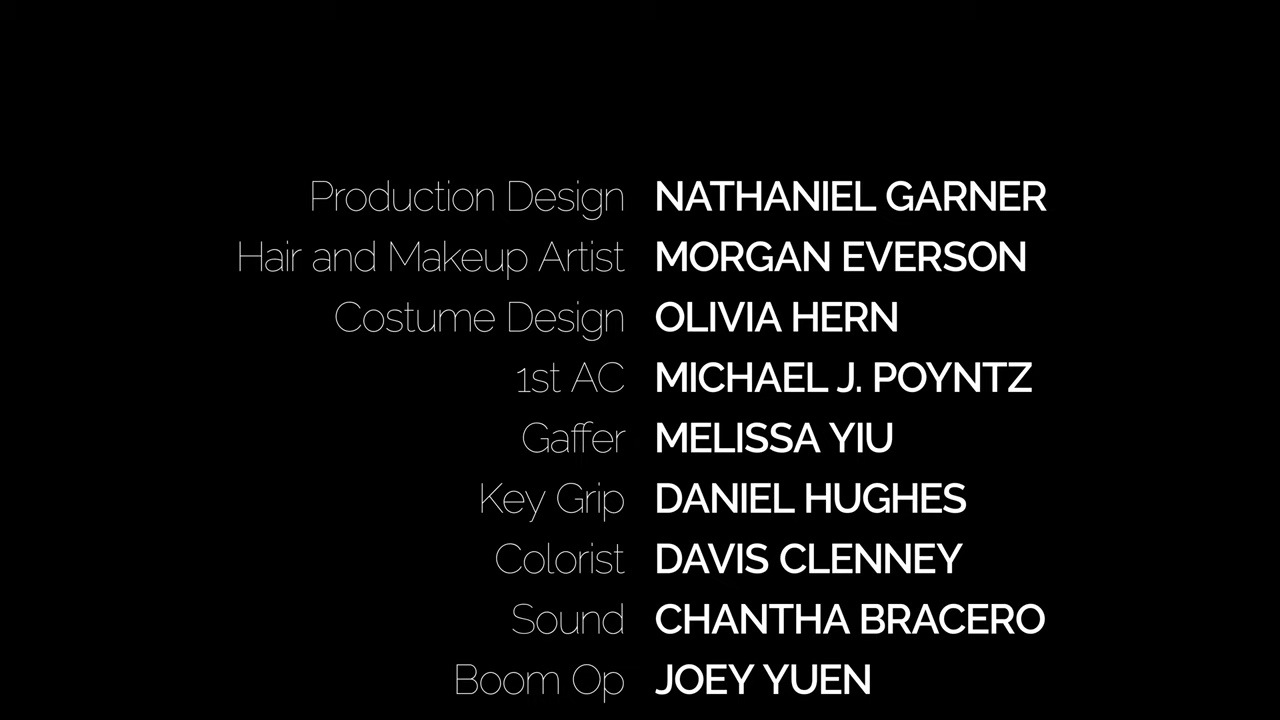 Production Design NATHANIEL GARNER
Hair and Makeup Artist MORGAN EVERSON
Costume Design OLIVIA HERN
1st AC MICHAEL J. POYNTZ
Gaffer MELISSA YIU
Key Grip DANIEL HUGHES
Colorist DAVIS CLENNEY
Sound CHANTHA BRACERO
Boom Op JOEY YUEN